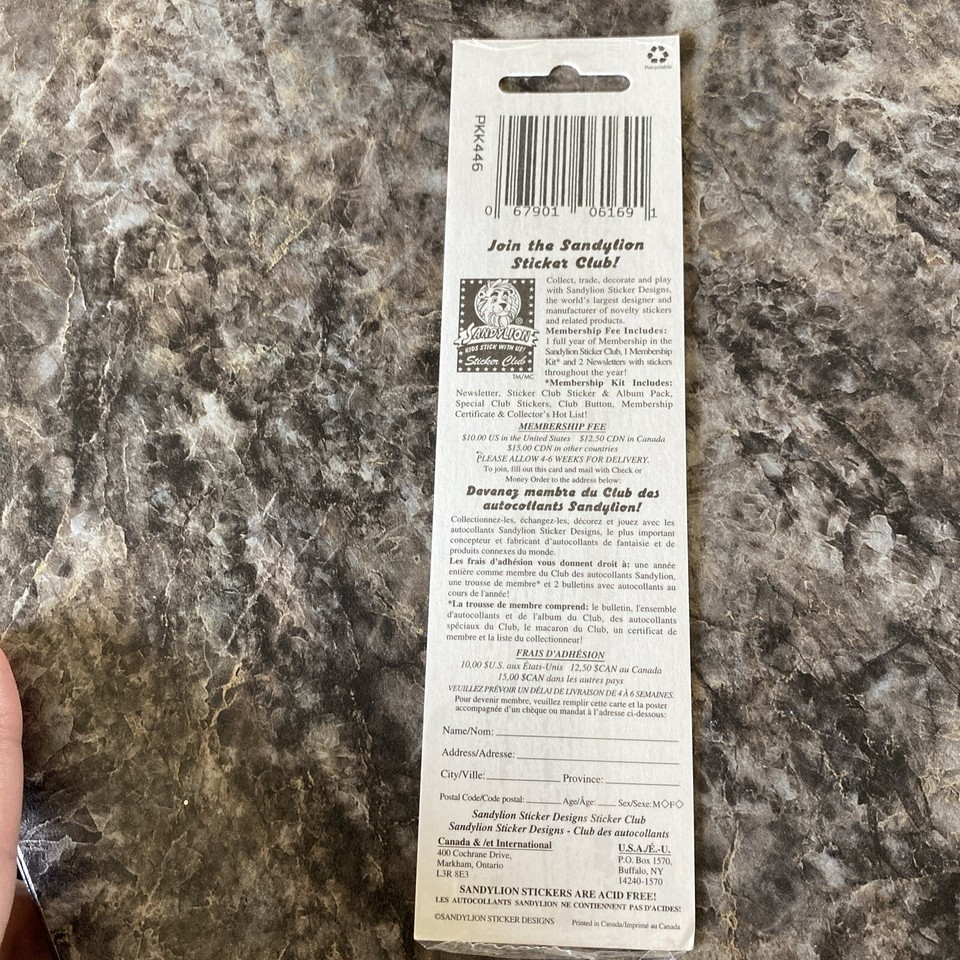 Recyclable
PKK446
0 67901 06169 1
Join the Sandylion
Sticker Club!
SANDYLION®
KIDS STICK WITH US!
Sticker Club
TM/MC
Collect, trade, decorate and play
with Sandylion Sticker Designs,
the world's largest designer and
manufacturer of novelty stickers
and related products.
Membership Fee Includes:
1 full year of Membership in the
Sandylion Sticker Club, 1 Membership
Kit* and 2 Newsletters with stickers
throughout the year!
*Membership Kit Includes:
Newsletter, Sticker Club Sticker & Album Pack,
Special Club Stickers, Club Button, Membership
Certificate & Collector's Hot List!
MEMBERSHIP FEE
$10.00 US in the United States $12.50 CDN in Canada
$15.00 CDN in other countries
PLEASE ALLOW 4-6 WEEKS FOR DELIVERY.
To join, fill out this card and mail with Check or
Money Order to the address below:
Devenez membre du Club des
autocollants Sandylion!
Collectionnez-les, échangez-les, décorez et jouez avec les
autocollants Sandylion Sticker Designs, le plus important
concepteur et fabricant d'autocollants de fantaisie et de
produits connexes du monde.
Les frais d'adhésion vous donnent droit à: une année
entière comme membre du Club des autocollants Sandylion,
une trousse de membre* et 2 bulletins avec autocollants au
cours de l'année!
*La trousse de membre comprend: le bulletin, l'ensemble
d'autocollants et de l'album du Club, des autocollants
spéciaux du Club, le macaron du Club, un certificat de
membre et la liste du collectionneur!
FRAIS D'ADHÉSION
10,00 $U.S. aux États-Unis 12,50 $CAN au Canada
15,00 $CAN dans les autres pays
VEUILLEZ PRÉVOIR UN DÉLAI DE LIVRAISON DE 4 À 6 SEMAINES.
Pour devenir membre, veuillez remplir cette carte et la poster
accompagnée d'un chèque ou mandat à l'adresse ci-dessous:
Name/Nom:
Address/Adresse:
City/Ville: Province:
Postal Code/Code postal: Age/Âge: Sex/Sexe: M◇F◇
Sandylion Sticker Designs Sticker Club
Sandylion Sticker Designs - Club des autocollants
Canada & /et International
400 Cochrane Drive,
Markham, Ontario
L3R 8E3
U.S.A./É.-U.
P.O. Box 1570,
Buffalo, NY
14240-1570
SANDYLION STICKERS ARE ACID FREE!
LES AUTOCOLLANTS SANDYLION NE CONTIENNENT PAS D'ACIDES!
©SANDYLION STICKER DESIGNS Printed in Canada/Imprimé au Canada